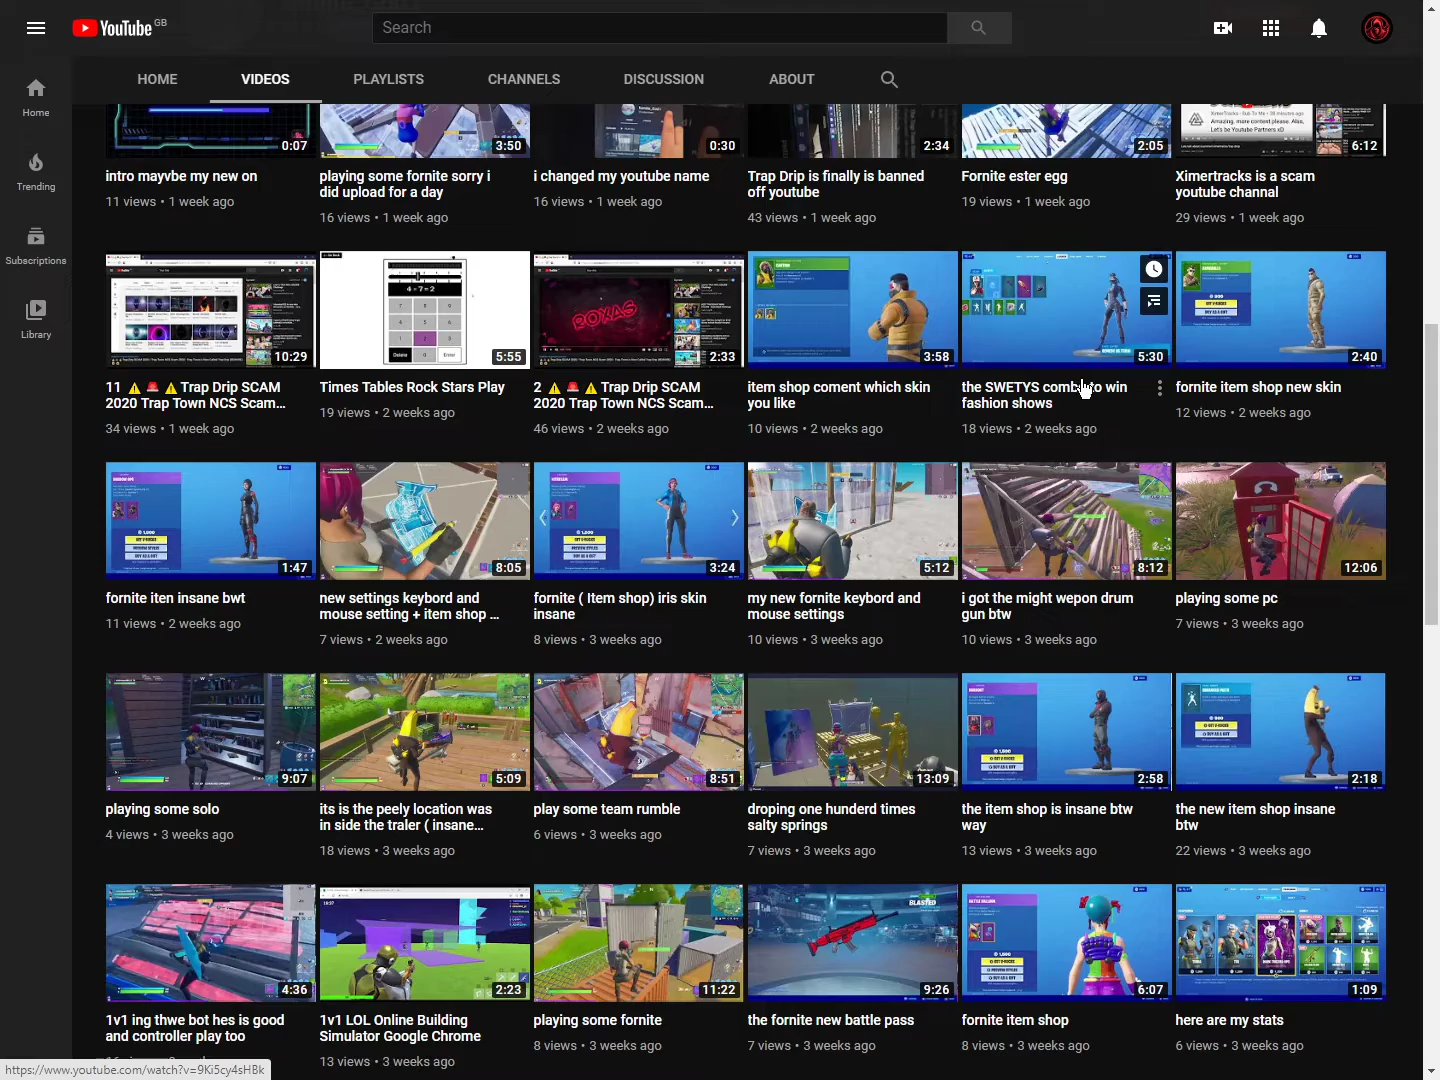 YouTube GB
Search
HOME
VIDEOS
PLAYLISTS
CHANNELS
DISCUSSION
ABOUT
Home
Trending
Subscriptions
Library
0:07
3:50
0:30
2:34
2:05
6:12
intro mayvbe my new on
11 views • 1 week ago
playing some fornite sorry i
did upload for a day
16 views • 1 week ago
i changed my youtube name
16 views • 1 week ago
Trap Drip is finally is banned
off youtube
43 views • 1 week ago
Fornite ester egg
19 views • 1 week ago
Ximertracks is a scam
youtube channel
29 views • 1 week ago
10:29
4 ÷ 7 = 2
7 8 9
4 5 6
1 2 3
Delete 0 Enter
5:55
ROXAS
2:33
3:58
5:30
2:40
11 ⚠️ 🚨 ⚠️ Trap Drip SCAM
2020 Trap Town NCS Scam...
34 views • 1 week ago
Times Tables Rock Stars Play
19 views • 2 weeks ago
2 ⚠️ 🚨 ⚠️ Trap Drip SCAM
2020 Trap Town NCS Scam...
46 views • 2 weeks ago
item shop coment which skin
you like
10 views • 2 weeks ago
the SWETYS combo to win
fashion shows
18 views • 2 weeks ago
fornite item shop new skin
12 views • 2 weeks ago
1:47
8:05
3:24
5:12
8:12
12:06
fornite iten insane bwt
11 views • 2 weeks ago
new settings keybord and
mouse setting + item shop ...
7 views • 2 weeks ago
fornite ( Item shop) iris skin
insane
8 views • 3 weeks ago
my new fornite keybord and
mouse settings
10 views • 3 weeks ago
i got the might wepon drum
gun btw
10 views • 3 weeks ago
playing some pc
7 views • 3 weeks ago
9:07
5:09
8:51
13:09
2:58
2:18
playing some solo
4 views • 3 weeks ago
its is the peely location was
in side the traler ( insane...
18 views • 3 weeks ago
play some team rumble
6 views • 3 weeks ago
droping one hunderd times
salty springs
7 views • 3 weeks ago
the item shop is insane btw
way
13 views • 3 weeks ago
the new item shop insane
btw
22 views • 3 weeks ago
4:36
2:23
11:22
BLASTED
9:26
6:07
1:09
1v1 ing thwe bot hes is good
and controller play too
1v1 LOL Online Building
Simulator Google Chrome
13 views • 3 weeks ago
playing some fornite
8 views • 3 weeks ago
the fornite new battle pass
7 views • 3 weeks ago
fornite item shop
8 views • 3 weeks ago
here are my stats
6 views • 3 weeks ago
https://www.youtube.com/watch?v=9Ki5cy4sHBk